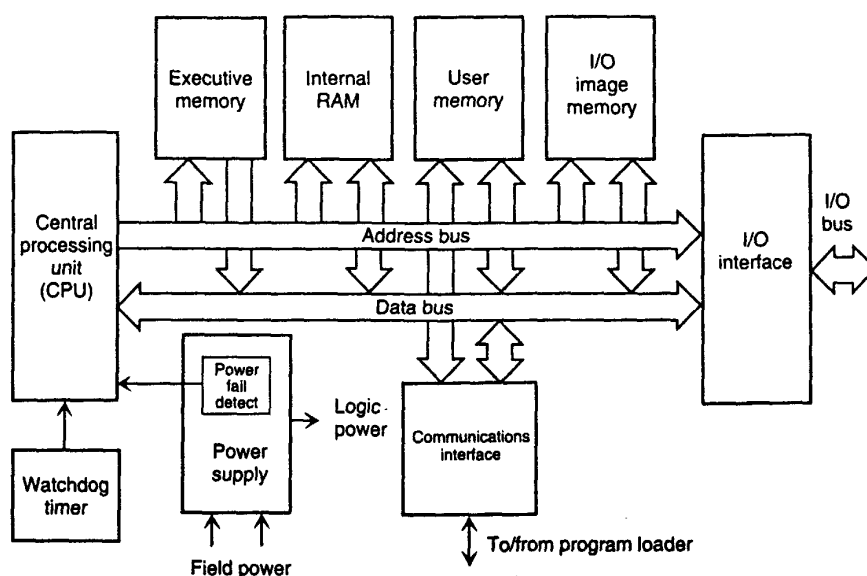 Executive
memory
Internal
RAM
User
memory
I/O
image
memory
Central
processing
unit
(CPU)
Address bus
I/O
interface
I/O
bus
Data bus
Power
fail
detect
Logic
power
Power
supply
Communications
interface
Watchdog
timer
Field power
To/from program loader